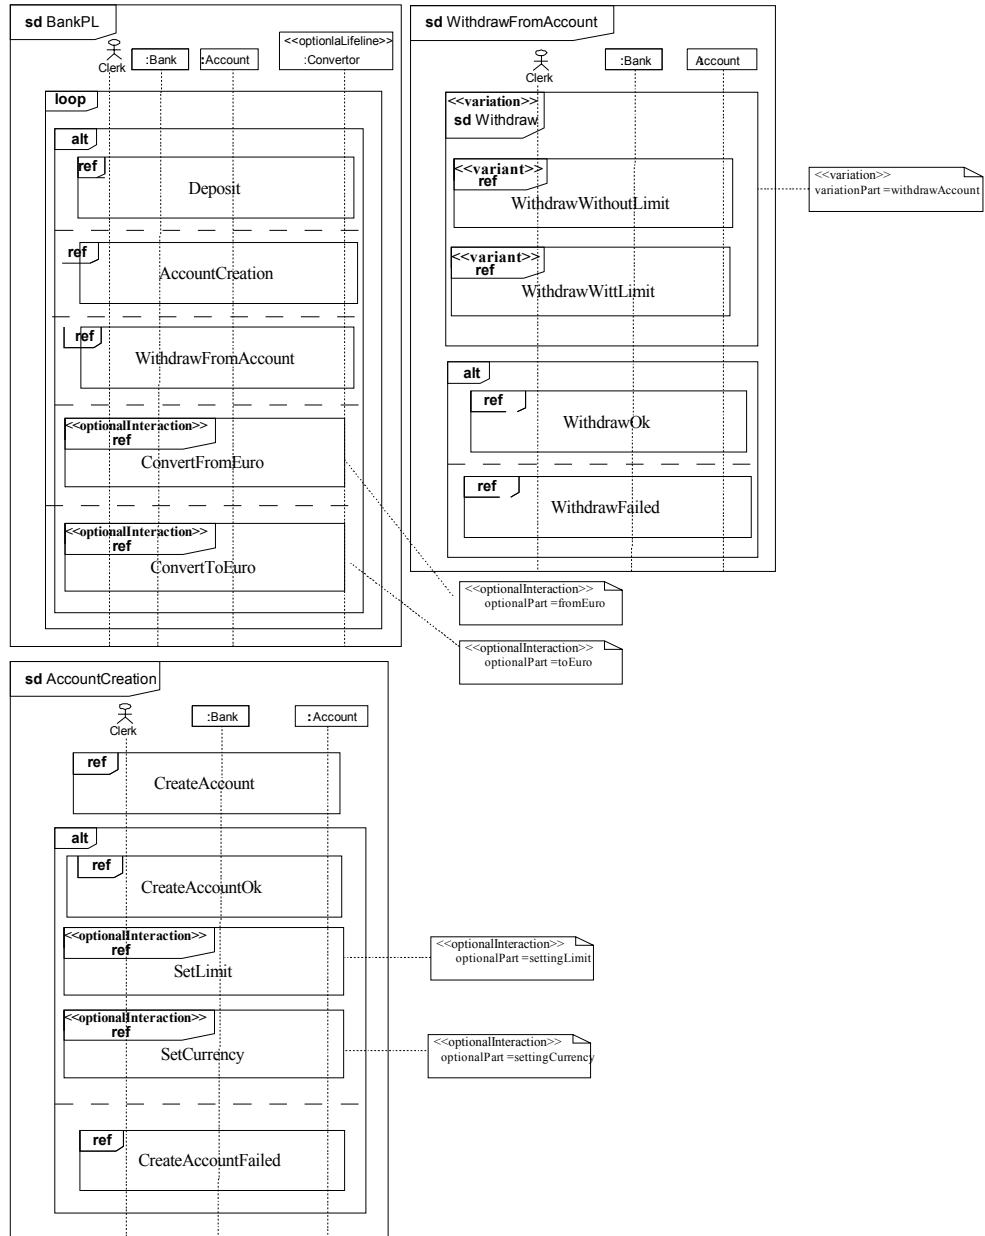 sd BankPL
<<optionlaLifeline>>
Clerk
:Bank
:Account
:Convertor
loop
alt
ref
Deposit
ref
AccountCreation
ref
WithdrawFromAccount
<<optionalInteraction>>
ref
ConvertFromEuro
<<optionalInteraction>>
ref
ConvertToEuro
<<optionalInteraction>>
optionalPart =fromEuro
<<optionalInteraction>>
optionalPart =toEuro
sd WithdrawFromAccount
Clerk
:Bank
:Account
<<variation>>
sd Withdraw
<<variant>>
ref
WithdrawWithoutLimit
<<variant>>
ref
WithdrawWittLimit
<<variation>>
variationPart =withdrawAccount
alt
ref
WithdrawOk
ref
WithdrawFailed
sd AccountCreation
Clerk
:Bank
:Account
ref
CreateAccount
alt
ref
CreateAccountOk
<<optionalInteraction>>
ref
SetLimit
<<optionalInteraction>>
optionalPart =settingLimit
<<optionalInteraction>>
ref
SetCurrency
<<optionalInteraction>>
optionalPart =settingCurrency
ref
CreateAccountFailed